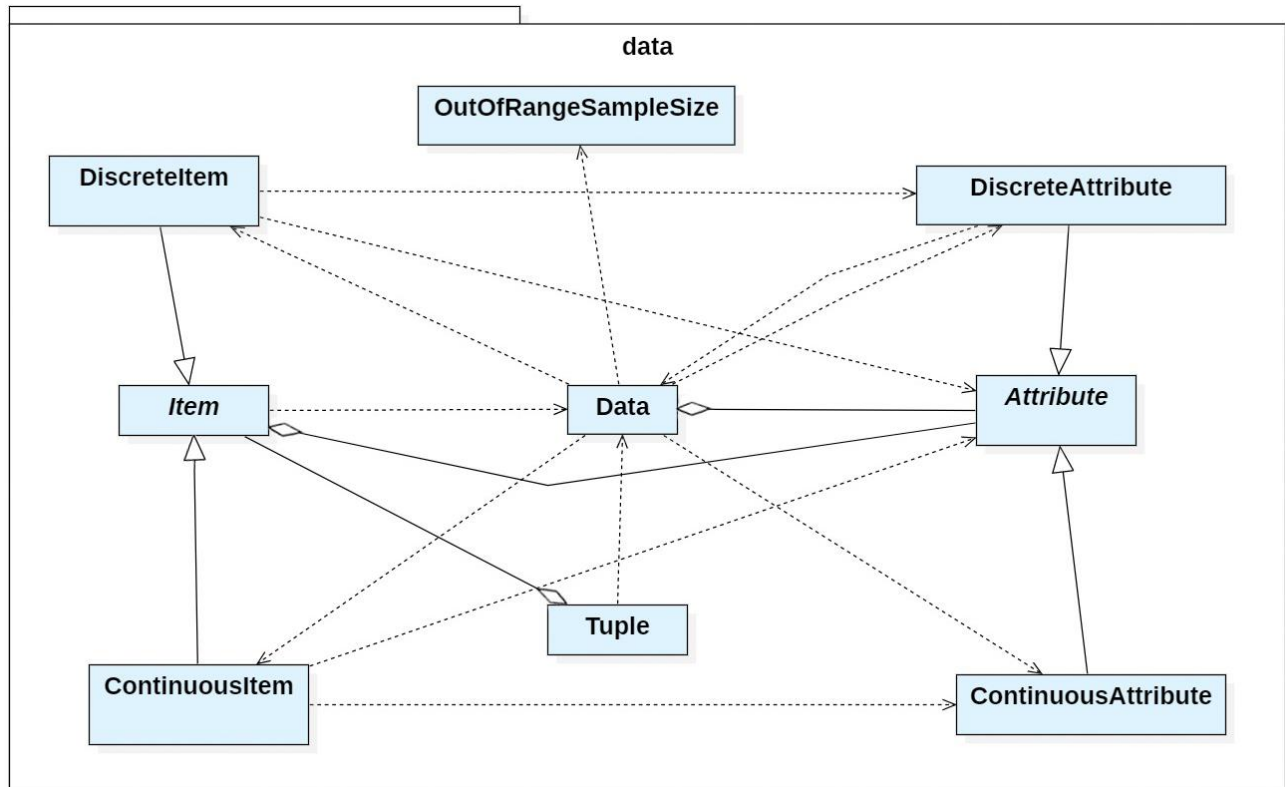 data
OutOfRangeSampleSize
DiscreteItem
DiscreteAttribute
Item
Data
Attribute
Tuple
ContinuousItem
ContinuousAttribute